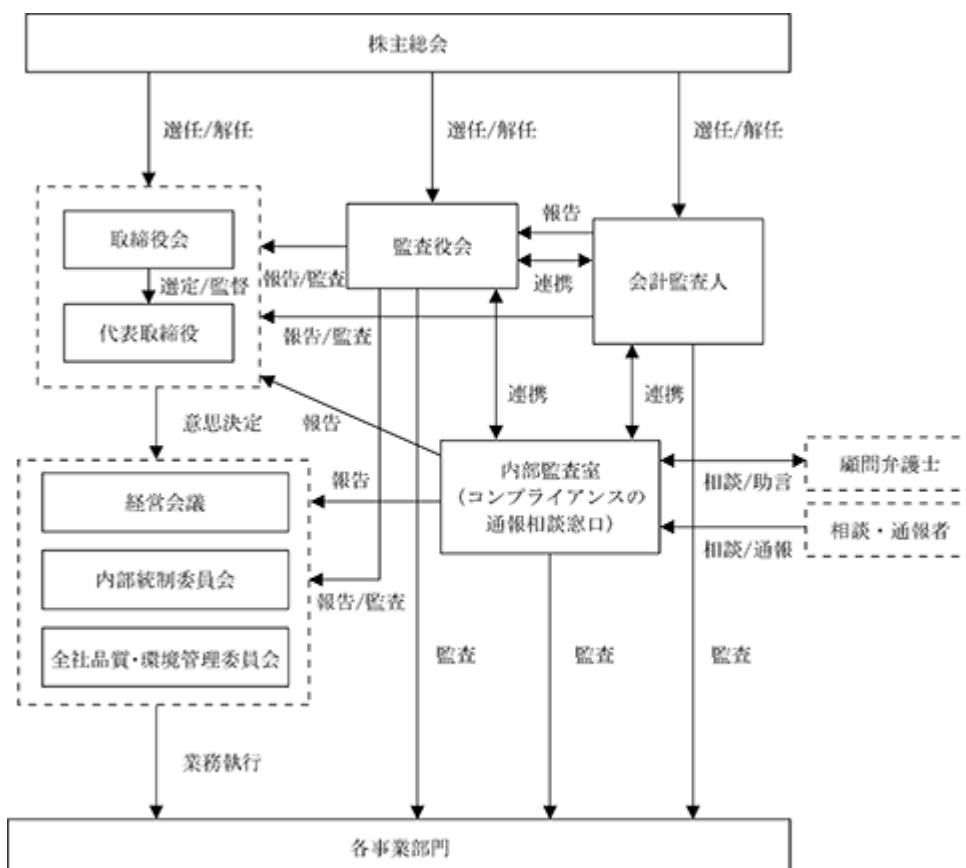 株主総会
選任/解任
選任/解任
選任/解任
取締役会
選定/監督
代表取締役
監査役会
報告
連携
会計監査人
報告/監査
報告/監査
意思決定
報告
連携
連携
経営会議
内部統制委員会
全社品質・環境管理委員会
報告
報告/監査
内部監査室
(コンプライアンスの
通報相談窓口)
相談/助言
顧問弁護士
相談/通報
相談・通報者
監査
監査
監査
業務執行
各事業部門